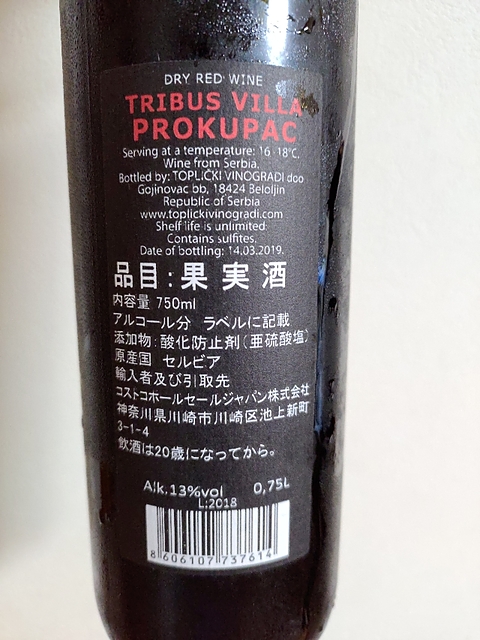 DRY RED WINE
TRIBUS VILLA
PROKUPAC
Serving at a temperature: 16-18°C.
Wine from Serbia.
Bottled by: TOPLIČKI VINOGRADI doo
Gojinovac bb, 18424 Beloljin
Republic of Serbia
www.toplickivinogradi.com
Shelf life is unlimited.
Contains sulfites.
Date of bottling: 14.03.2019.
品目:果実酒
内容量 750ml
アルコール分 ラベルに記載
添加物:酸化防止剤(亜硫酸塩)
原産国 セルビア
輸入者及び引取先
コストコホールセールジャパン株式会社
神奈川県川崎市川崎区池上新町
3-1-4
飲酒は20歳になってから。
Alk.13%vol 0,75L
L:2018
8 606107 737614